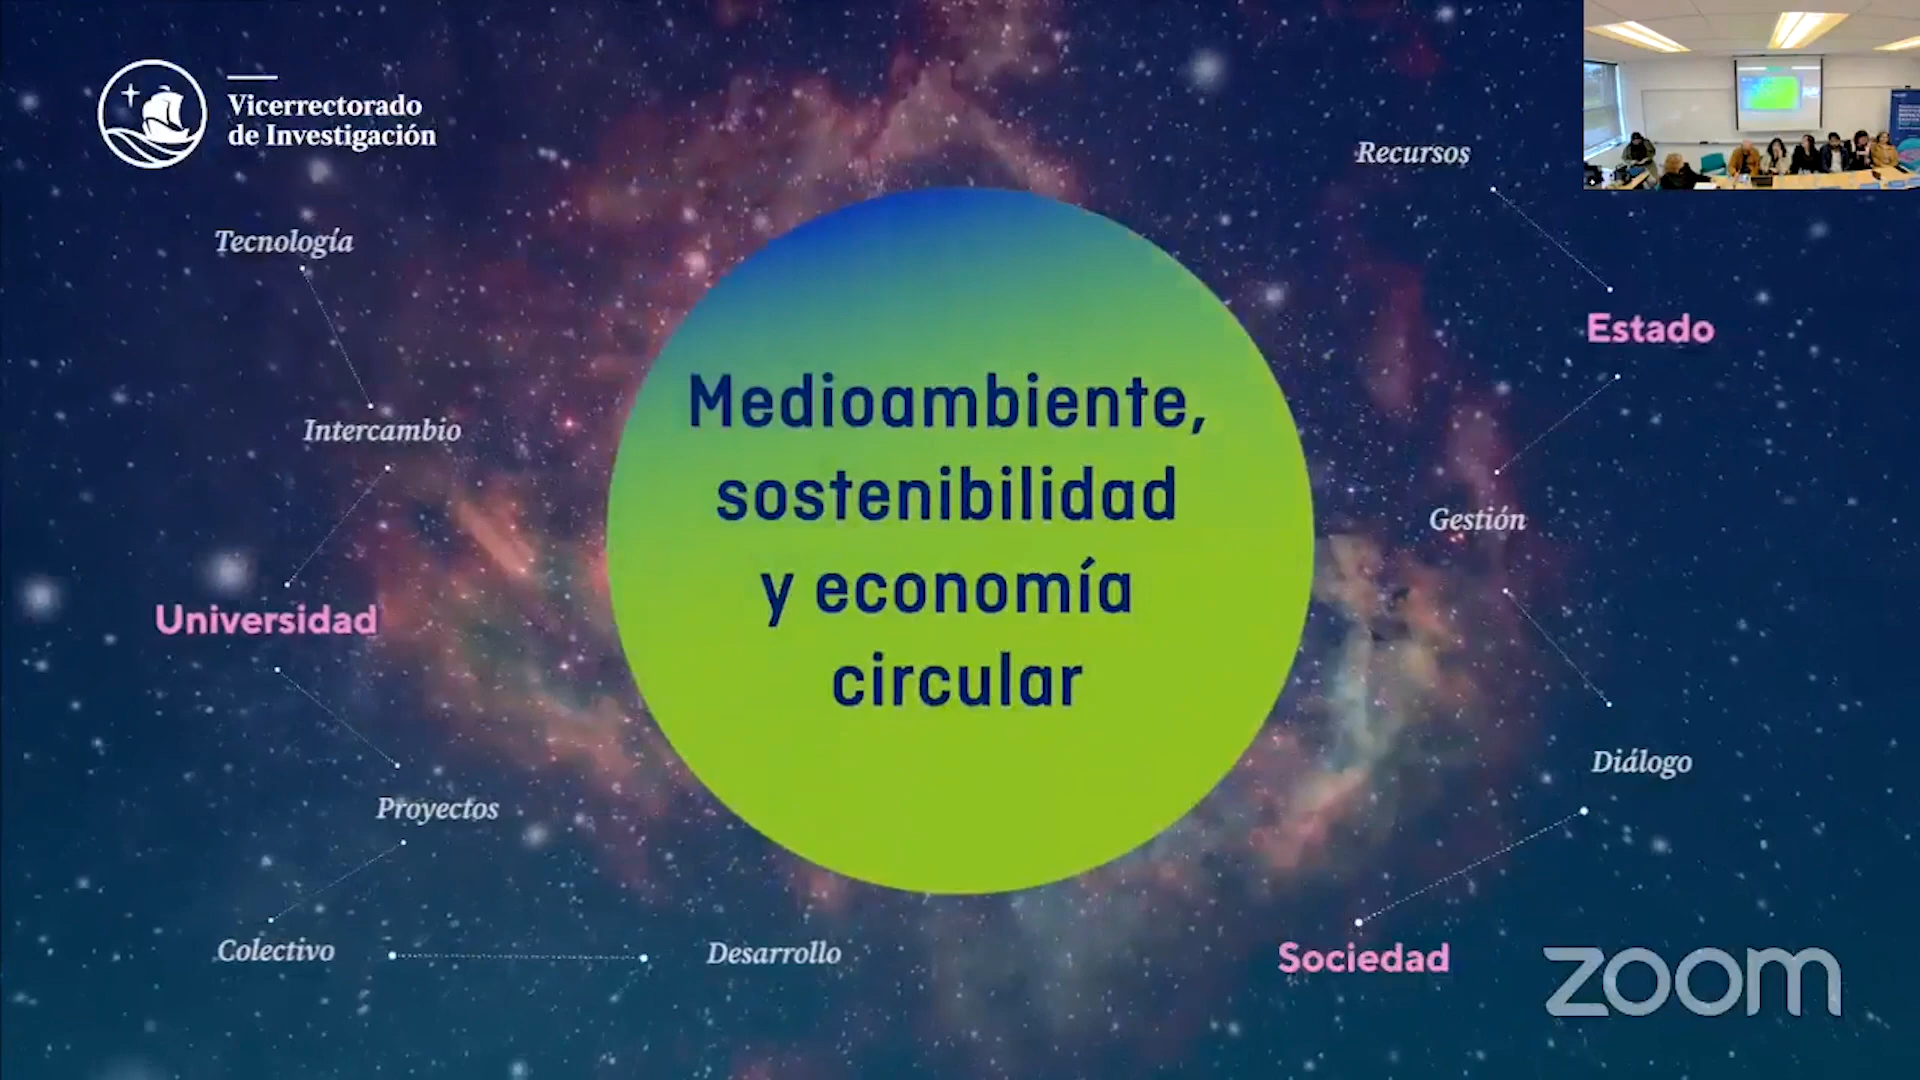 Vicerrectorado
de Investigación
Recursos
Tecnología
Estado
Medioambiente,
Intercambio
sostenibilidad
Gestión
y economía
Universidad
circular
Diálogo
Proyectos
Colectivo
Desarrollo
Sociedad
zoom